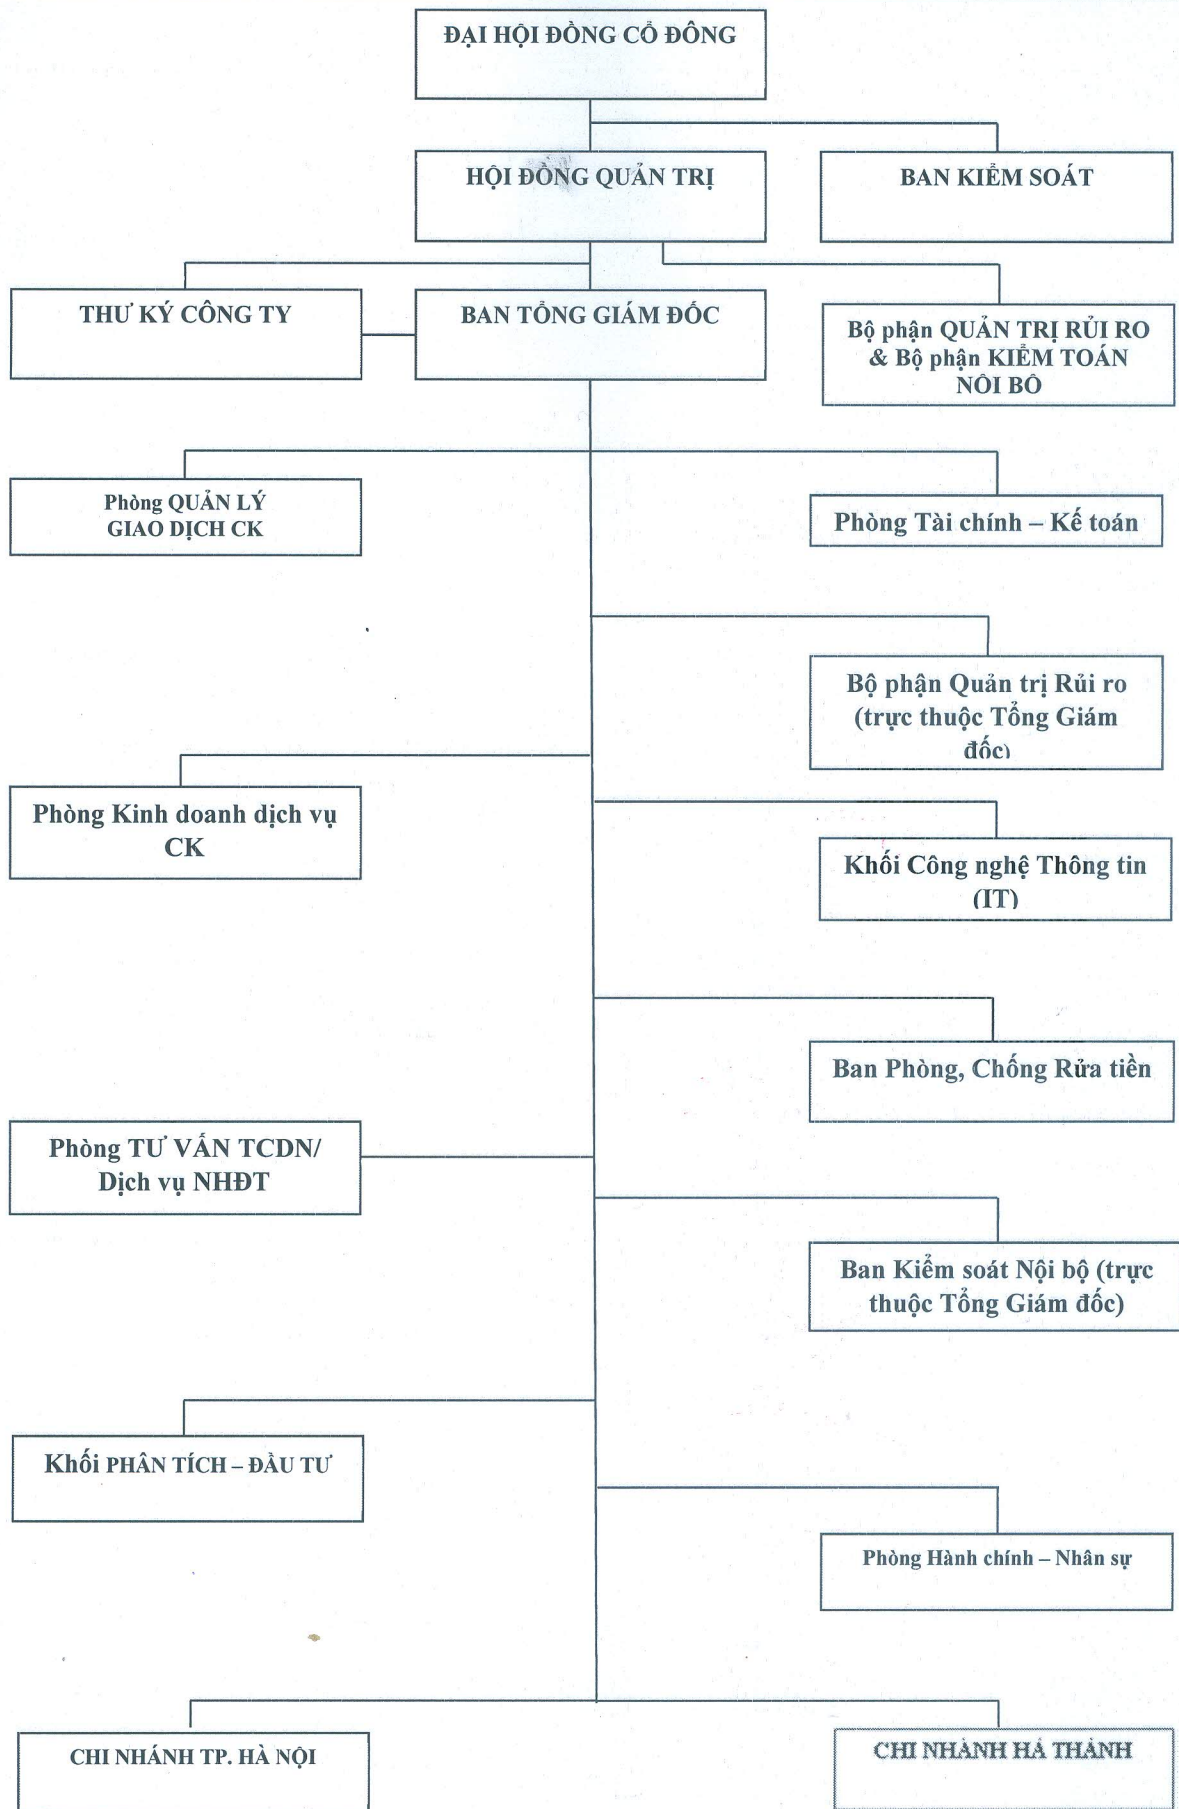 ĐẠI HỘI ĐỒNG CỔ ĐÔNG
HỘI ĐỒNG QUẢN TRỊ
BAN KIỂM SOÁT
THƯ KÝ CÔNG TY
BAN TỔNG GIÁM ĐỐC
Bộ phận QUẢN TRỊ RỦI RO
& Bộ phận KIỂM TOÁN
NỘI BỘ
Phòng QUẢN LÝ
GIAO DỊCH CK
Phòng Tài chính – Kế toán
Bộ phận Quản trị Rủi ro
(trực thuộc Tổng Giám
đốc)
Phòng Kinh doanh dịch vụ
CK
Khối Công nghệ Thông tin
(IT)
Ban Phòng, Chống Rửa tiền
Phòng TƯ VẤN TCDN/
Dịch vụ NHĐT
Ban Kiểm soát Nội bộ (trực
thuộc Tổng Giám đốc)
Khối PHÂN TÍCH – ĐẦU TƯ
Phòng Hành chính – Nhân sự
CHI NHÁNH TP. HÀ NỘI
CHI NHÁNH HÀ THÀNH